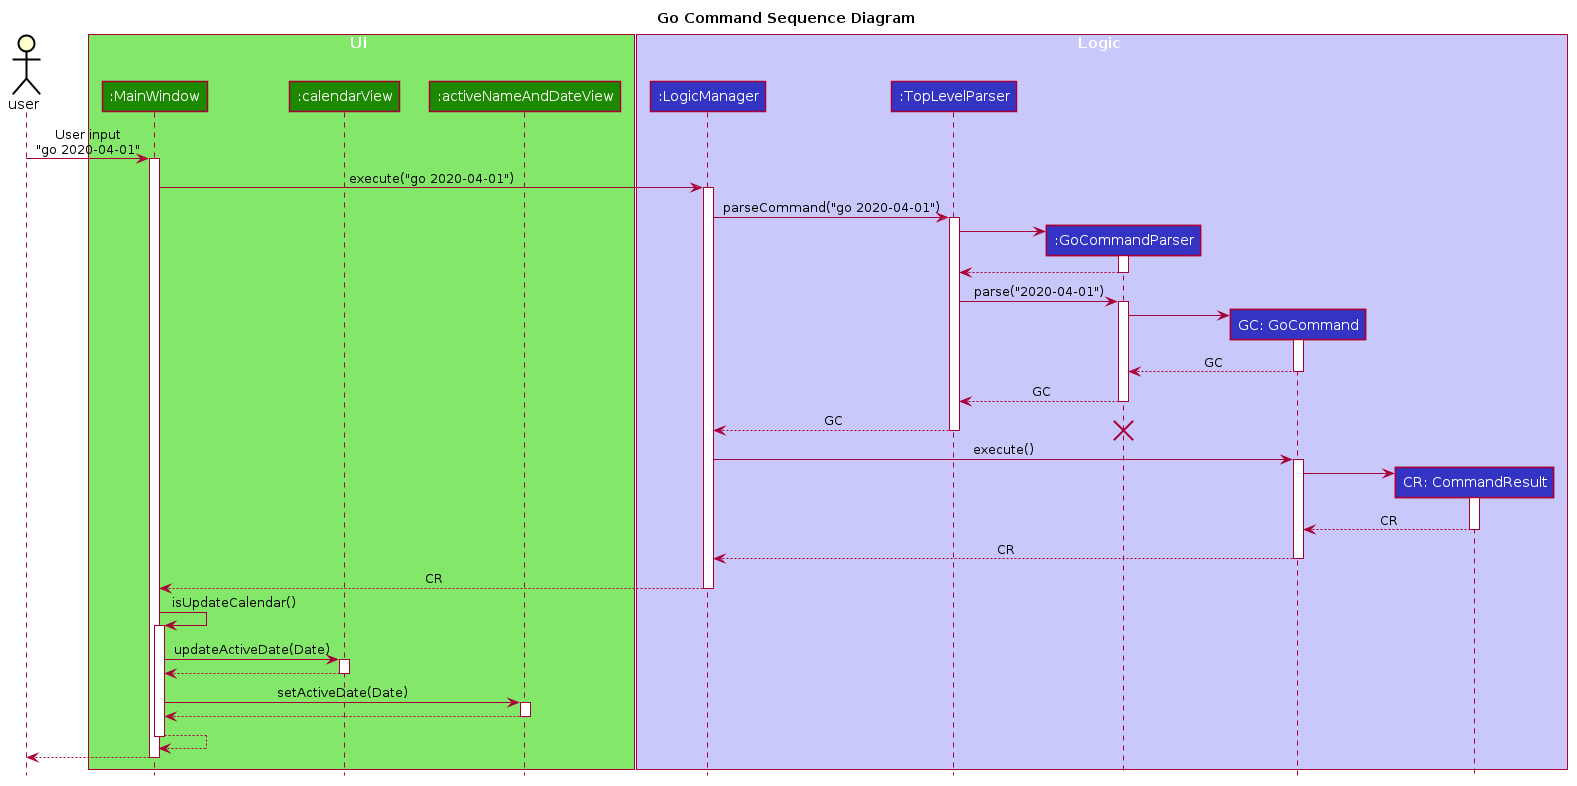 Go Command Sequence Diagram
UI
Logic
user
:MainWindow
:calendarView
:activeNameAndDateView
:LogicManager
:TopLevelParser
User input
"go 2020-04-01"
execute("go 2020-04-01")
parseCommand("go 2020-04-01")
:GoCommandParser
parse("2020-04-01")
GC: GoCommand
GC
GC
GC
execute()
CR: CommandResult
CR
CR
CR
isUpdateCalendar()
updateActiveDate(Date)
setActiveDate(Date)